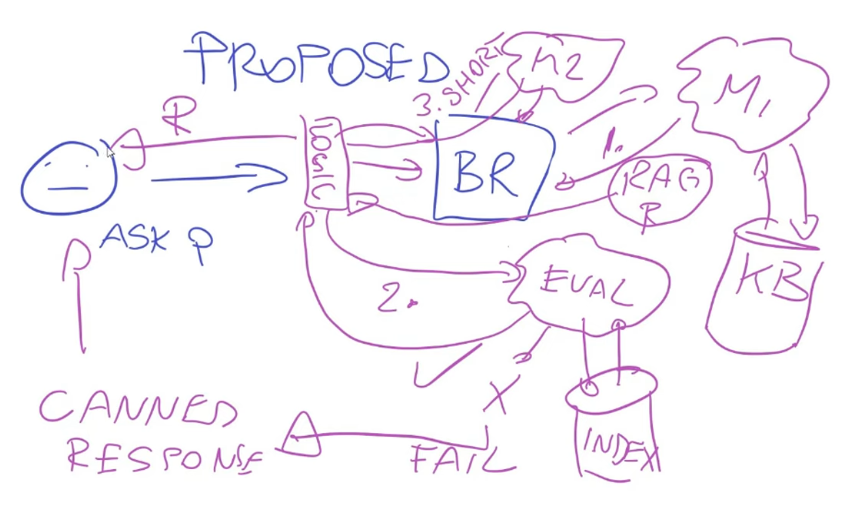 PROPOSED
3. SHORT
M2
M1
R
LOGIC
BR
1.
RAG
R
ASK Q
KB
EVAL
2.
X
CANNED
RESPONSE
FAIL
INDEX